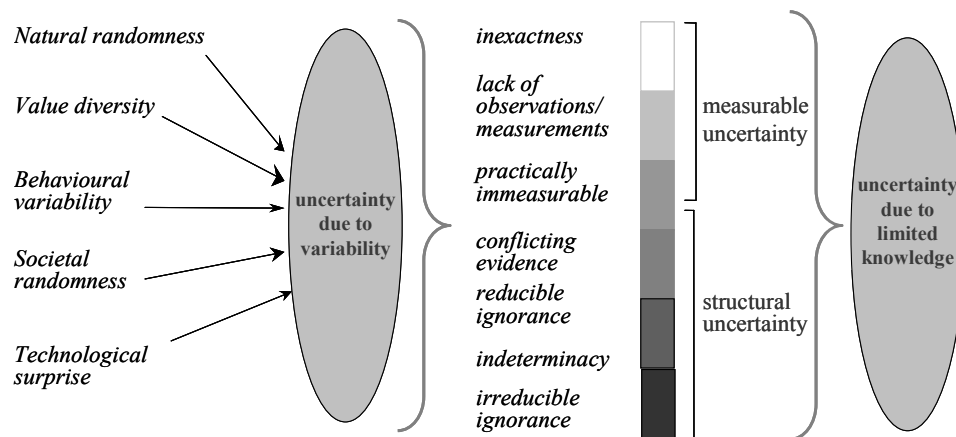 Natural randomness
Value diversity
Behavioural
variability
Societal
randomness
Technological
surprise
uncertainty
due to
variability
inexactness
lack of
observations/
measurements
practically
immeasurable
conflicting
evidence
reducible
ignorance
indeterminacy
irreducible
ignorance
measurable
uncertainty
structural
uncertainty
uncertainty
due to
limited
knowledge